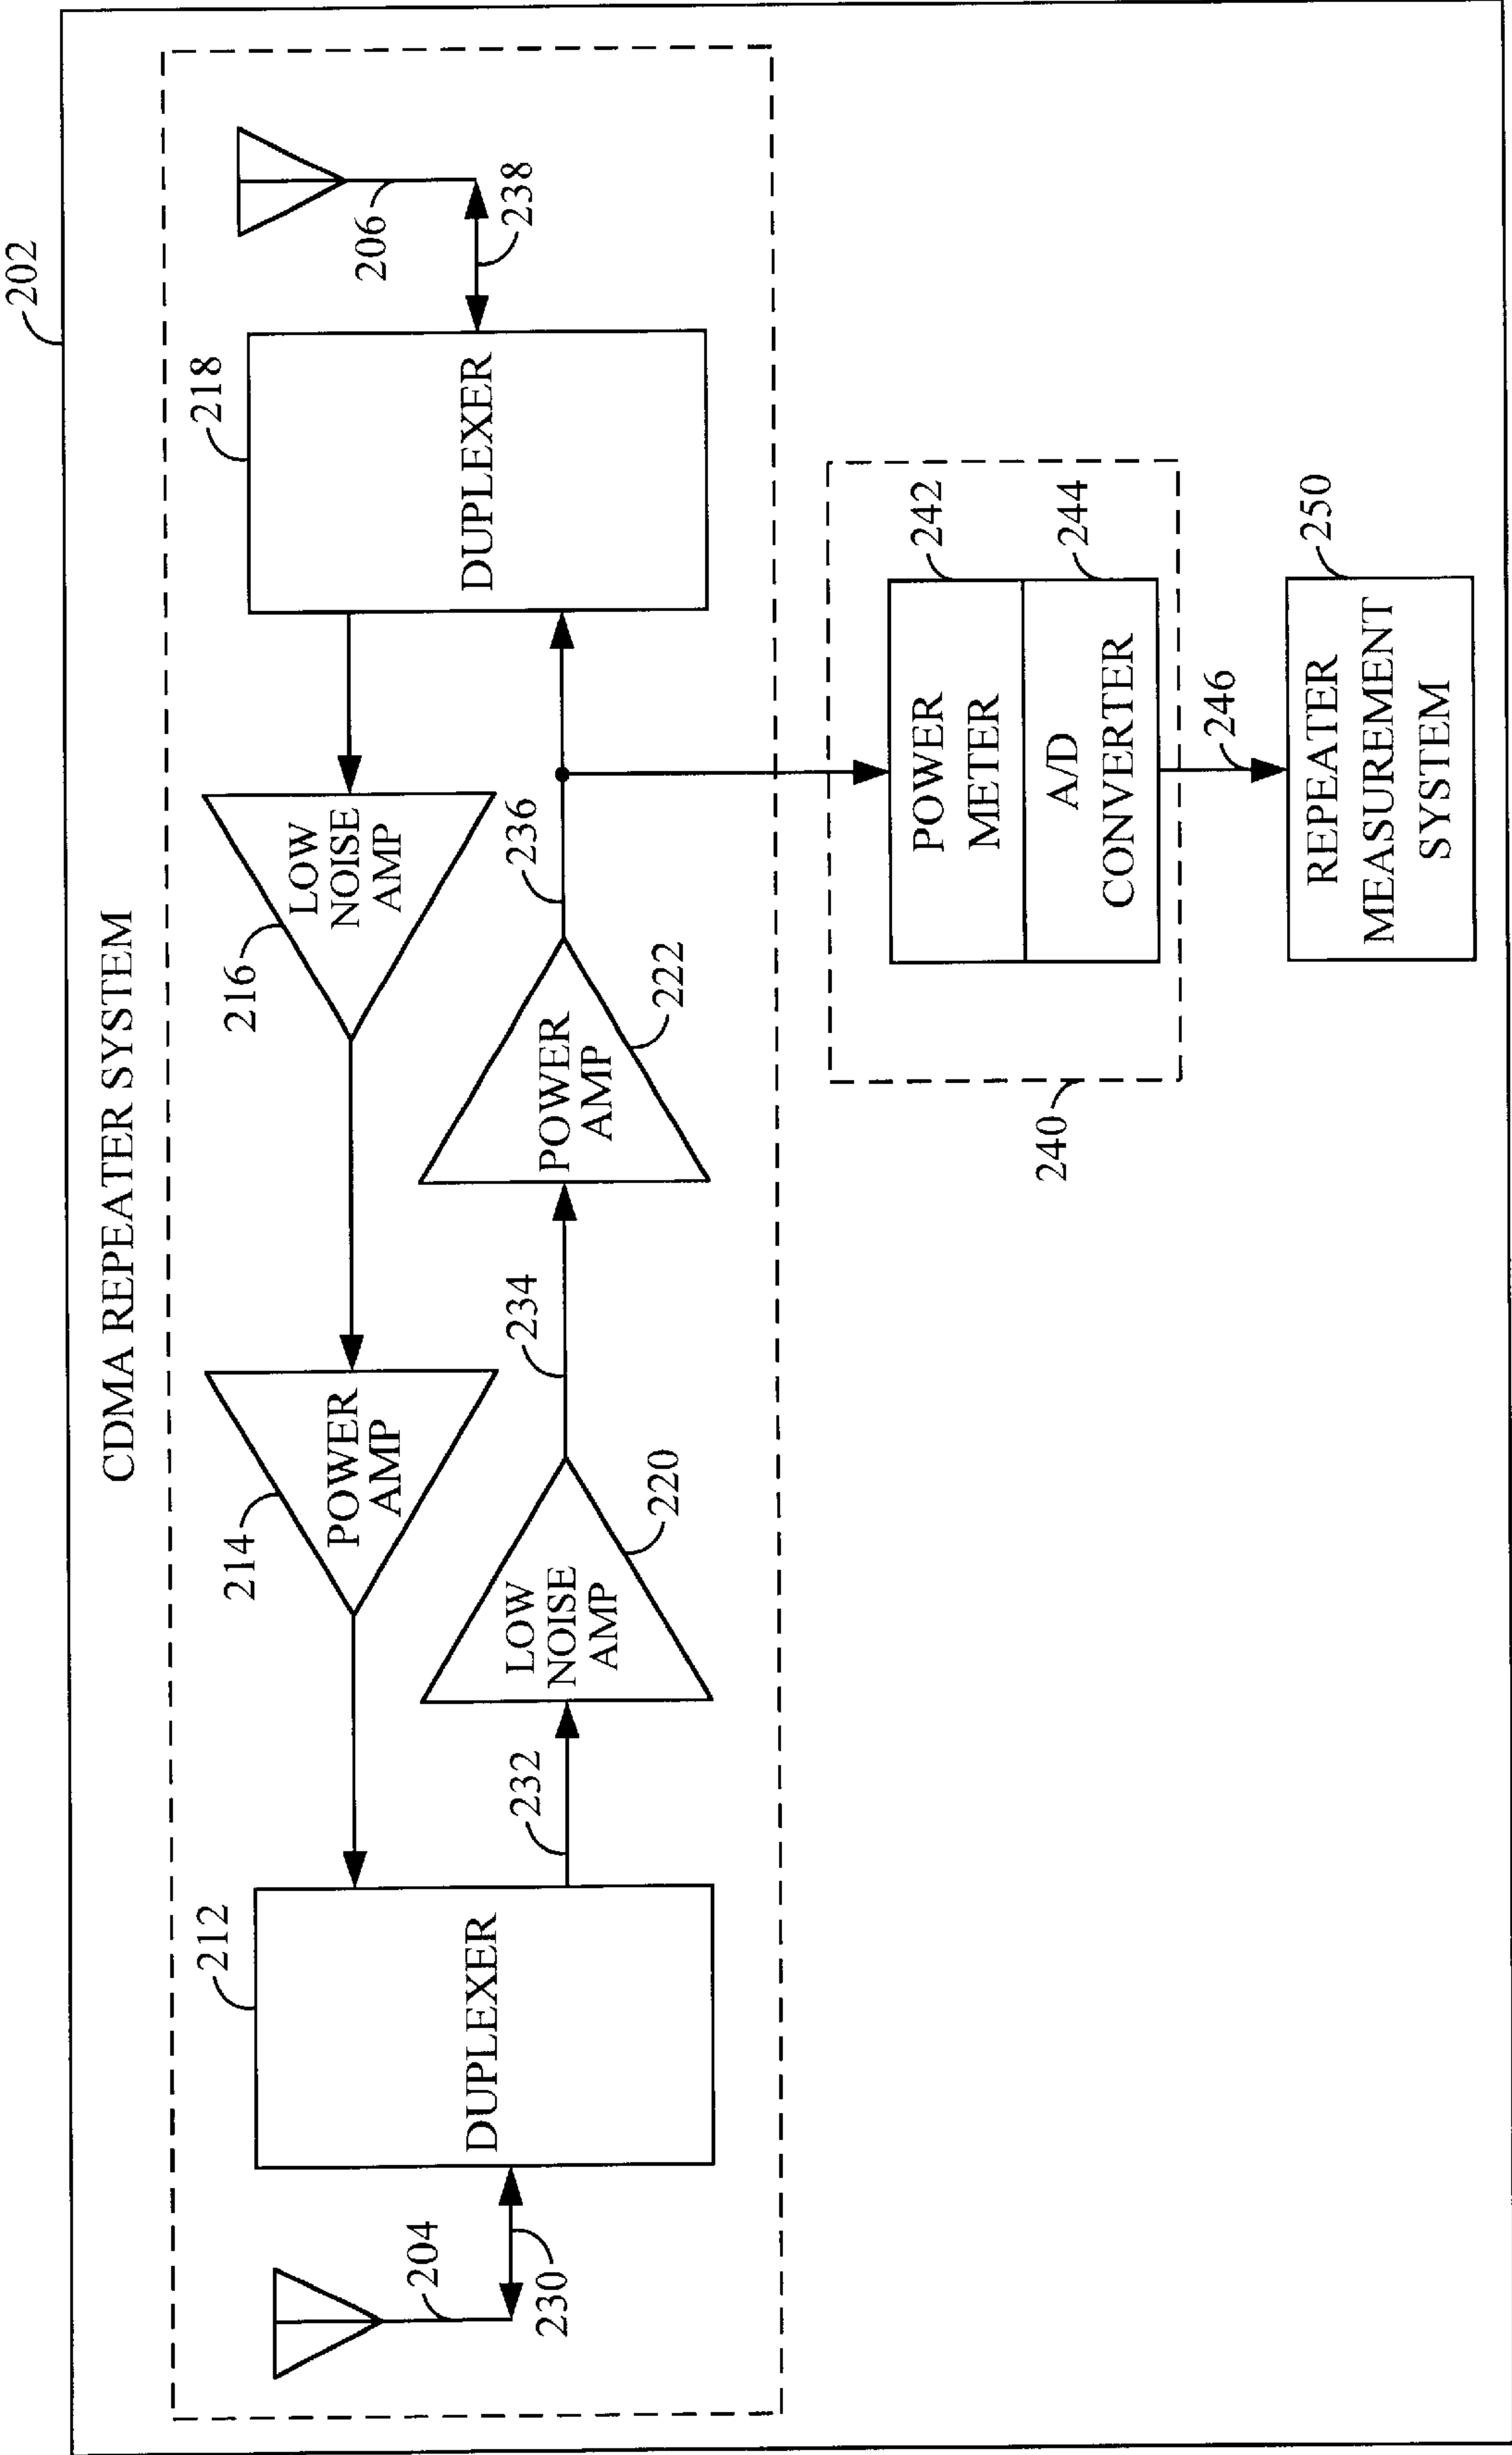 202
CDMA REPEATER SYSTEM
204
230
212
DUPLEXER
214
POWER
AMP
216
LOW
NOISE
AMP
218
DUPLEXER
206
238
232
LOW
NOISE
AMP
220
234
POWER
AMP
222
236
240
POWER
METER
242
A/D
CONVERTER
244
246
REPEATER
MEASUREMENT
SYSTEM
250